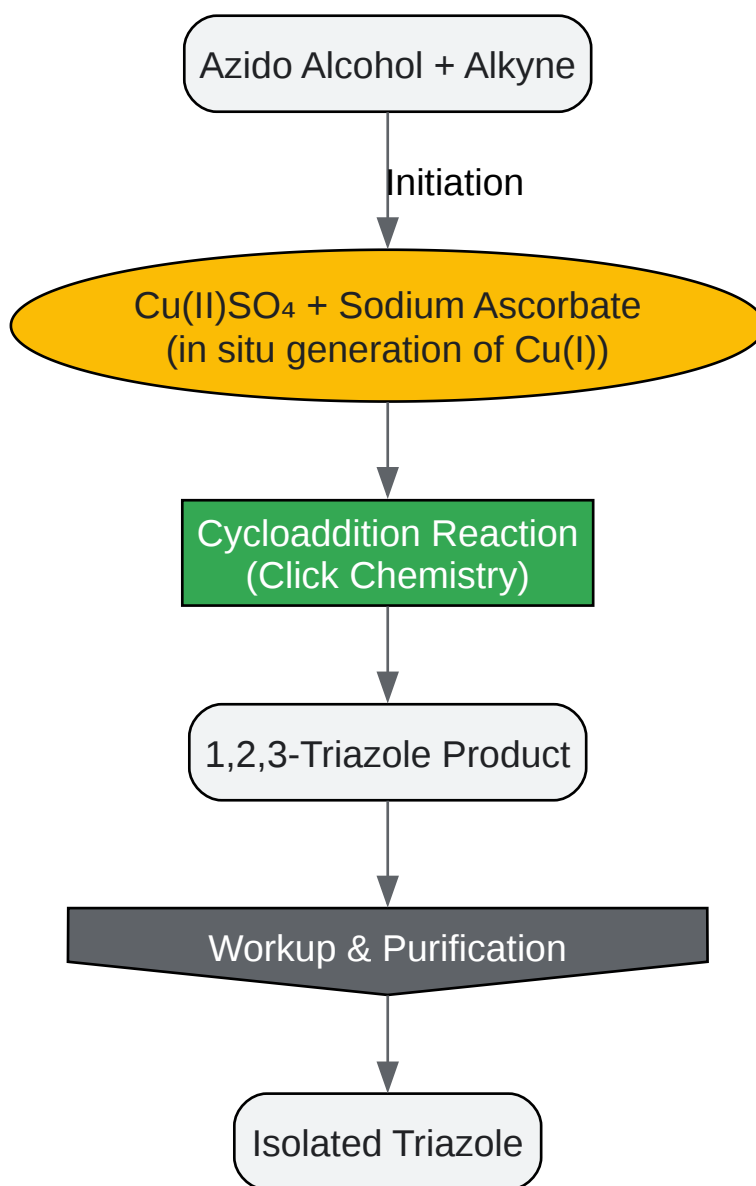 Azido Alcohol + Alkyne
Initiation
Cu(II)SO₄ + Sodium Ascorbate
(in situ generation of Cu(I))
Cycloaddition Reaction
(Click Chemistry)
1,2,3-Triazole Product
Workup & Purification
Isolated Triazole